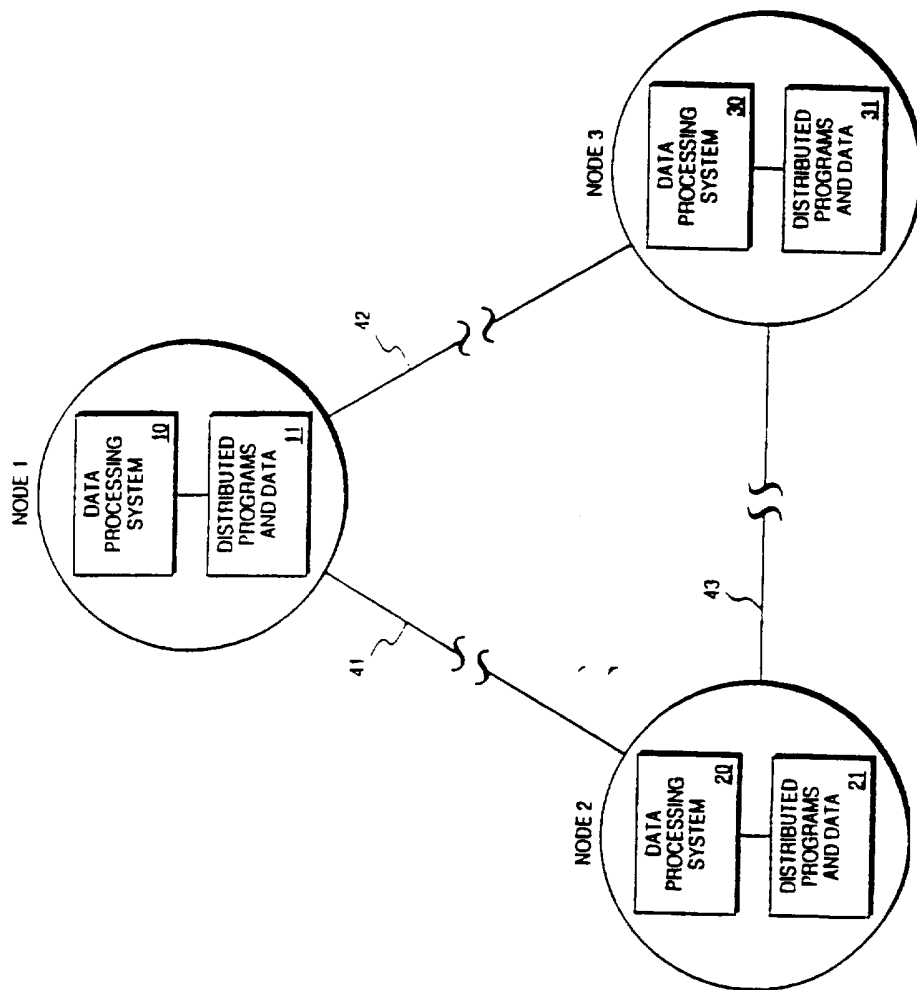 NODE 1
DATA
PROCESSING
SYSTEM
10
DISTRIBUTED
PROGRAMS
AND DATA
11
41
42
NODE 2
DATA
PROCESSING
SYSTEM
20
DISTRIBUTED
PROGRAMS
AND DATA
21
43
NODE 3
DATA
PROCESSING
SYSTEM
30
DISTRIBUTED
PROGRAMS
AND DATA
31